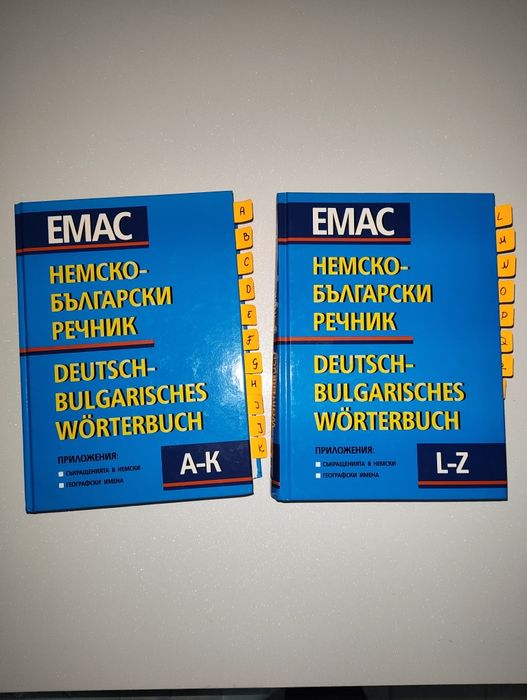 EMAC
НЕМСКО-
БЪЛГАРСКИ
РЕЧНИК
DEUTSCH-
BULGARISCHES
WÖRTERBUCH
ПРИЛОЖЕНИЯ:
СЪКРАЩЕНИЯТА В НЕМСКИ
ГЕОГРАФСКИ ИМЕНА
A–K
A
B
C
D
E
F
G
H
I
J
K
EMAC
НЕМСКО-
БЪЛГАРСКИ
РЕЧНИК
DEUTSCH-
BULGARISCHES
WÖRTERBUCH
ПРИЛОЖЕНИЯ:
СЪКРАЩЕНИЯТА В НЕМСКИ
ГЕОГРАФСКИ ИМЕНА
L–Z
L
M
N
O
P
Q